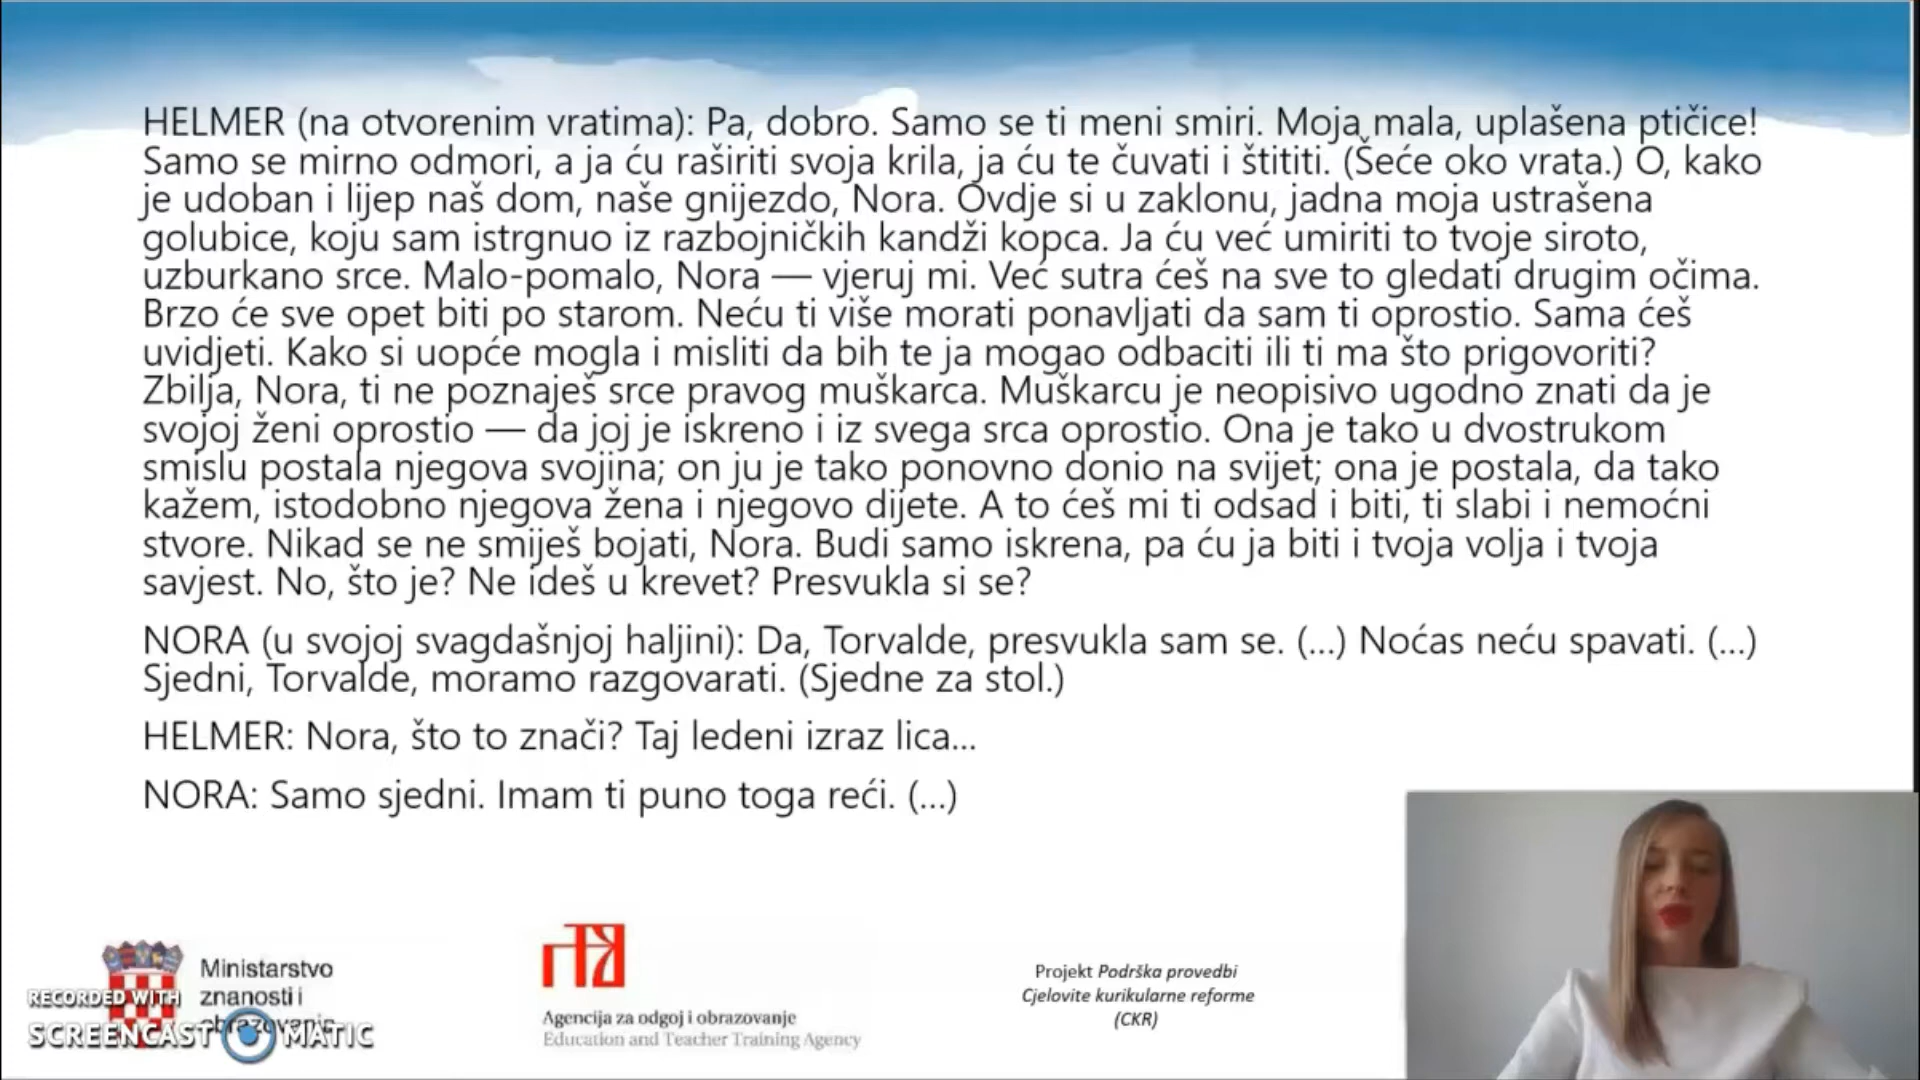 HELMER (na otvorenim vratima): Pa, dobro. Samo se ti meni smiri. Moja mala, uplašena ptičice!
Samo se mirno odmori, a ja ću raširiti svoja krila, ja ću te čuvati i štititi. (Šeće oko vrata.) O, kako
je udoban i lijep naš dom, naše gnijezdo, Nora. Ovdje si u zaklonu, jadna moja ustrašena
golubice, koju sam istrgnuo iz razbojničkih kandži kopca. Ja ću već umiriti to tvoje siroto,
uzburkano srce. Malo-pomalo, Nora — vjeruj mi. Već sutra ćeš na sve to gledati drugim očima.
Brzo će sve opet biti po starom. Neću ti više morati ponavljati da sam ti oprostio. Sama ćeš
uvidjeti. Kako si uopće mogla i misliti da bih te ja mogao odbaciti ili ti ma što prigovoriti?
Zbilja, Nora, ti ne poznaješ srce pravog muškarca. Muškarcu je neopisivo ugodno znati da je
svojoj ženi oprostio — da joj je iskreno i iz svega srca oprostio. Ona je tako u dvostrukom
smislu postala njegova svojina; on ju je tako ponovno donio na svijet; ona je postala, da tako
kažem, istodobno njegova žena i njegovo dijete. A to ćeš mi ti odsad i biti, ti slabi i nemoćni
stvore. Nikad se ne smiješ bojati, Nora. Budi samo iskrena, pa ću ja biti i tvoja volja i tvoja
savjest. No, što je? Ne ideš u krevet? Presvukla si se?
NORA (u svojoj svagdašnjoj haljini): Da, Torvalde, presvukla sam se. (...) Noćas neću spavati. (...)
Sjedni, Torvalde, moramo razgovarati. (Sjedne za stol.)
HELMER: Nora, što to znači? Taj ledeni izraz lica...
NORA: Samo sjedni. Imam ti puno toga reći. (...)
Ministarstvo
znanosti i
obrazovanja
RECORDED WITH
SCREENCAST MATIC
Agencija za odgoj i obrazovanje
Education and Teacher Training Agency
Projekt Podrška provedbi
Cjelovite kurikularne reforme
(CKR)